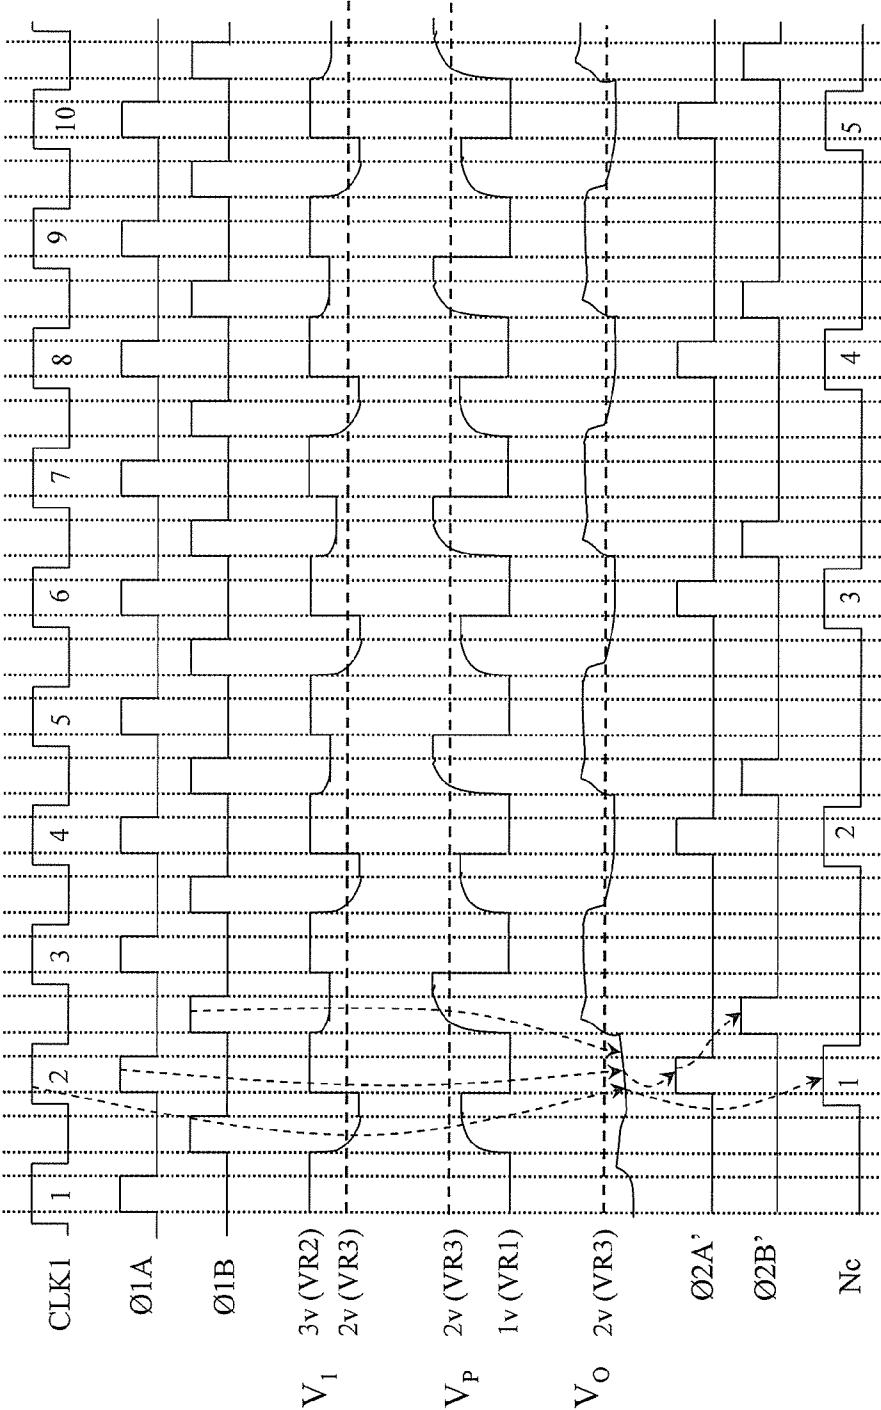 CLK1
1 2 3 4 5 6 7 8 9 10
Ø1A
Ø1B
V1
3v (VR2)
2v (VR3)
VP
2v (VR3)
1v (VR1)
VO
2v (VR3)
Ø2A’
Ø2B’
Nc
1 2 3 4 5